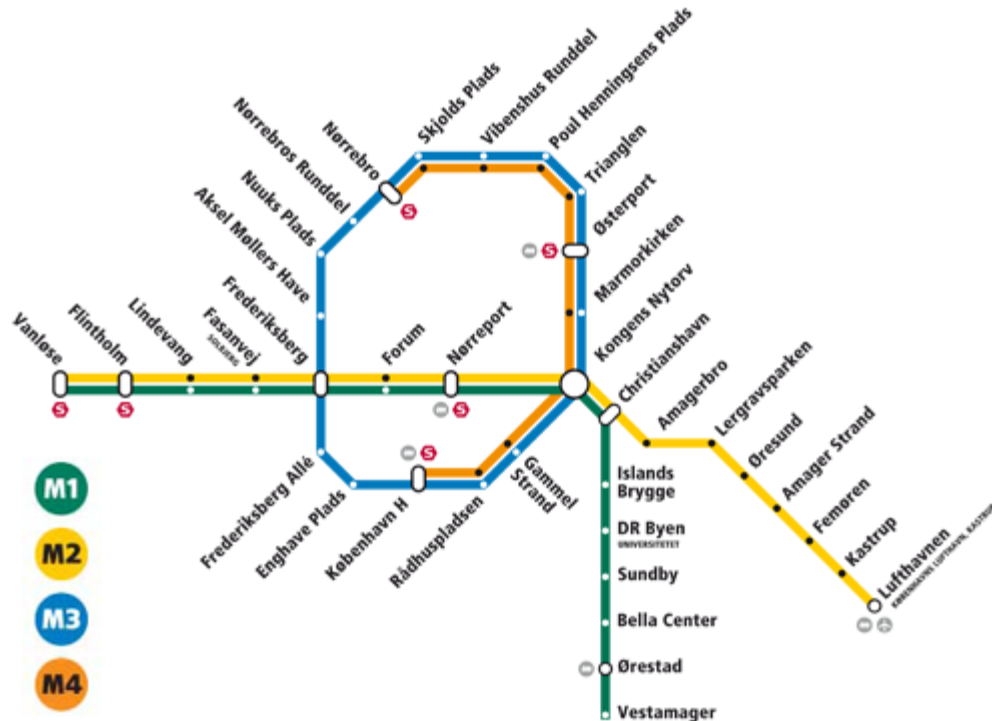 Skjolds Plads
Vibenshus Runddel
Poul Henningsens Plads
Nørrebro
Trianglen
Nørrebros Runddel
Østerport
Nuuks Plads
Marmorkirken
Aksel Møllers Have
Kongens Nytorv
Vanløse
Flintholm
Lindevang
Fasanvej
SOLBJERG
Frederiksberg
Forum
Nørreport
Christianshavn
Amagerbro
Lergravsparken
Øresund
Amager Strand
Femøren
Kastrup
Lufthavnen
KØBENHAVNS LUFTHAVN, KASTRUP
S
S
S
S
S
S
Frederiksberg Allé
Enghave Plads
København H
Rådhuspladsen
Gammel
Strand
Islands
Brygge
DR Byen
UNIVERSITETET
Sundby
Bella Center
Ørestad
Vestamager
M1
M2
M3
M4